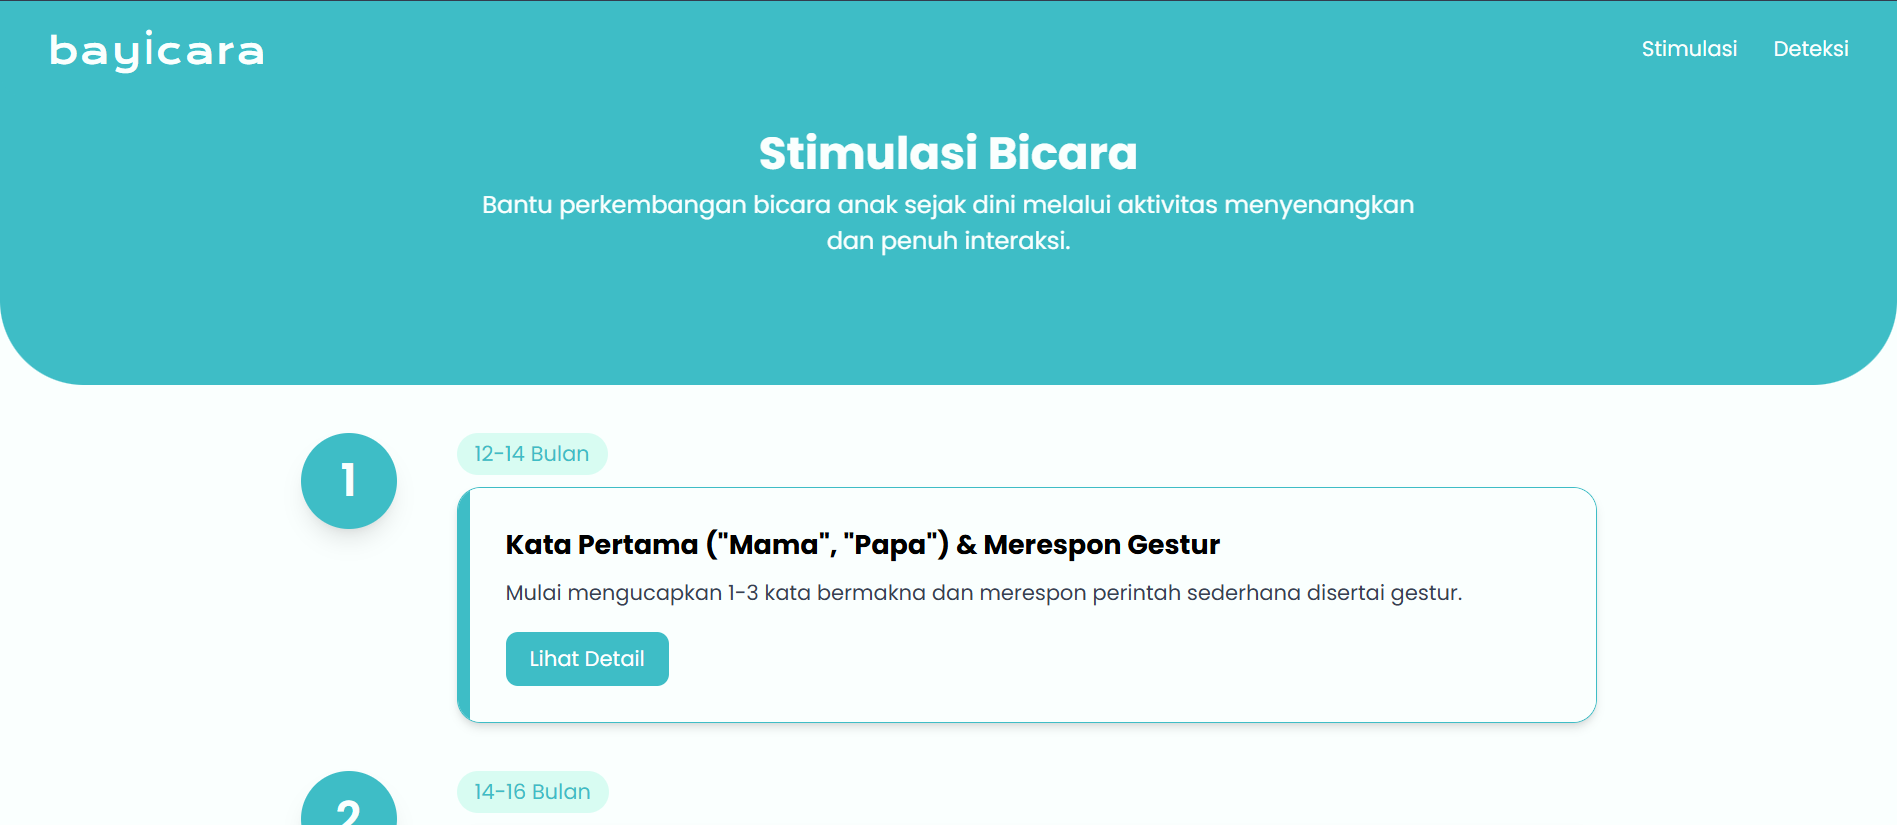 bayicara
Stimulasi
Deteksi
Stimulasi Bicara
Bantu perkembangan bicara anak sejak dini melalui aktivitas menyenangkan
dan penuh interaksi.
1
12-14 Bulan
Kata Pertama ("Mama", "Papa") & Merespon Gestur
Mulai mengucapkan 1-3 kata bermakna dan merespon perintah sederhana disertai gestur.
Lihat Detail
2
14-16 Bulan